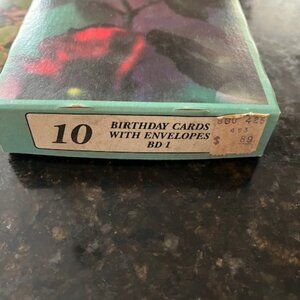 10
BIRTHDAY CARDS
WITH ENVELOPES
BD 1
$ 89